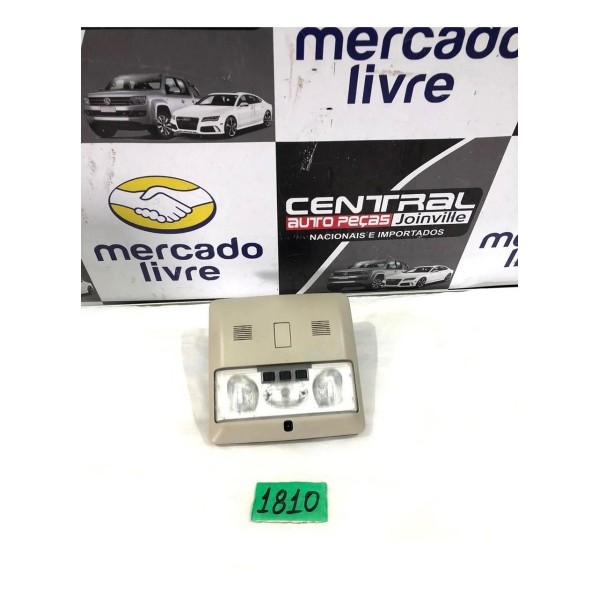 mercado
livre
CENTRAL
AUTO PEÇAS Joinville
NACIONAIS E IMPORTADOS
mercado
livre
1810